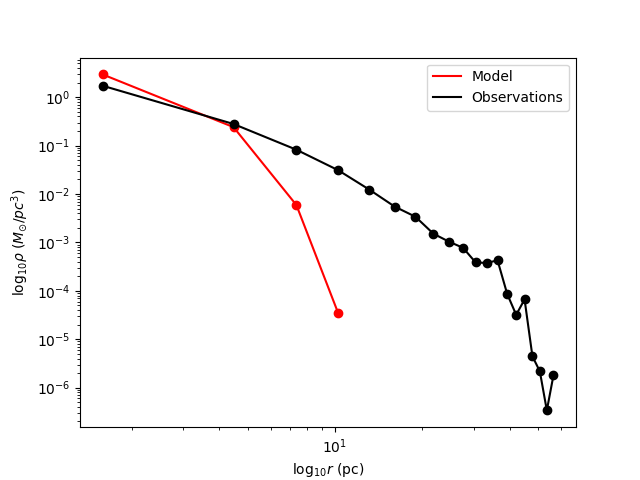 Model
Observations
10⁰
10⁻¹
10⁻²
10⁻³
10⁻⁴
10⁻⁵
10⁻⁶
log₁₀ρ (M☉/pc³)
10¹
log₁₀r (pc)